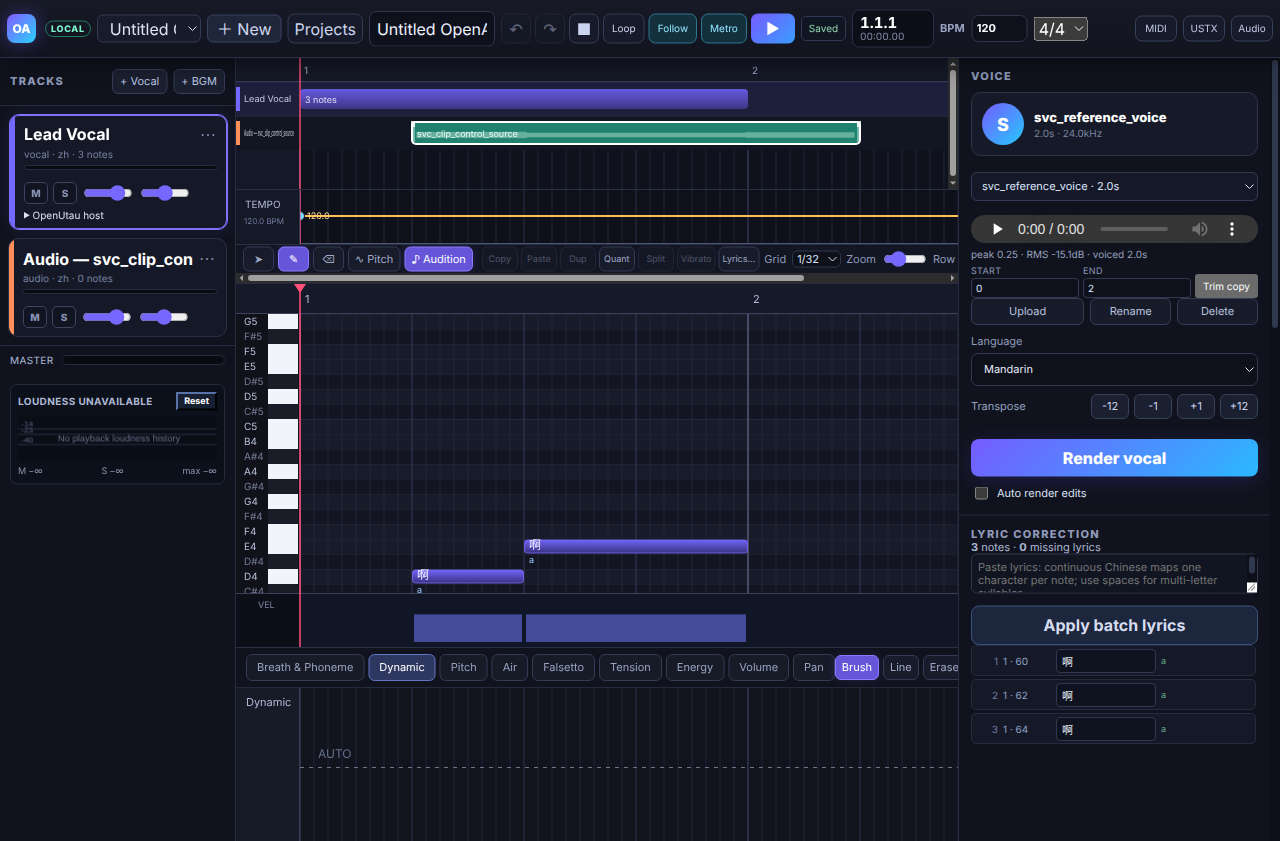 OA LOCAL Untitled ( + New Projects Untitled OpenA Loop Follow Metro Saved 1.1.1 BPM 120 4/4 MIDI USTX Audio
00:00.00
TRACKS + Vocal + BGM
Lead Vocal ...
vocal · zh · 3 notes
M S
OpenUtau host
Audio — svc_clip_con ...
audio · zh · 0 notes
M S
MASTER
LOUDNESS UNAVAILABLE Reset
-14
-23
-40
No playback loudness history
M −∞ S −∞ max −∞
1 2
Lead Vocal 3 notes
Audio — svc_clip_control_source svc_clip_control_source
TEMPO
120.0 BPM
120.0
Pitch Audition Copy Paste Dup Quant Split Vibrato Lyrics... Grid 1/32 Zoom Row
1 2
G5
F#5
F5
E5
D#5
D5
C#5
C5
B4
A#4
A4
G#4
G4
F#4
F4
E4 啊
D#4 a
D4 啊
C#4 a
VEL
Breath & Phoneme Dynamic Pitch Air Falsetto Tension Energy Volume Pan Brush Line Erase
Dynamic
AUTO
VOICE
S svc_reference_voice
2.0s · 24.0kHz
svc_reference_voice · 2.0s
0:00 / 0:00
peak 0.25 · RMS -15.1dB · voiced 2.0s
START END
0 2 Trim copy
Upload Rename Delete
Language
Mandarin
Transpose -12 -1 +1 +12
Render vocal
Auto render edits
LYRIC CORRECTION
3 notes · 0 missing lyrics
Paste lyrics: continuous Chinese maps one
character per note; use spaces for multi-letter
syllables.
Apply batch lyrics
1 1 · 60 啊 a
2 1 · 62 啊 a
3 1 · 64 啊 a